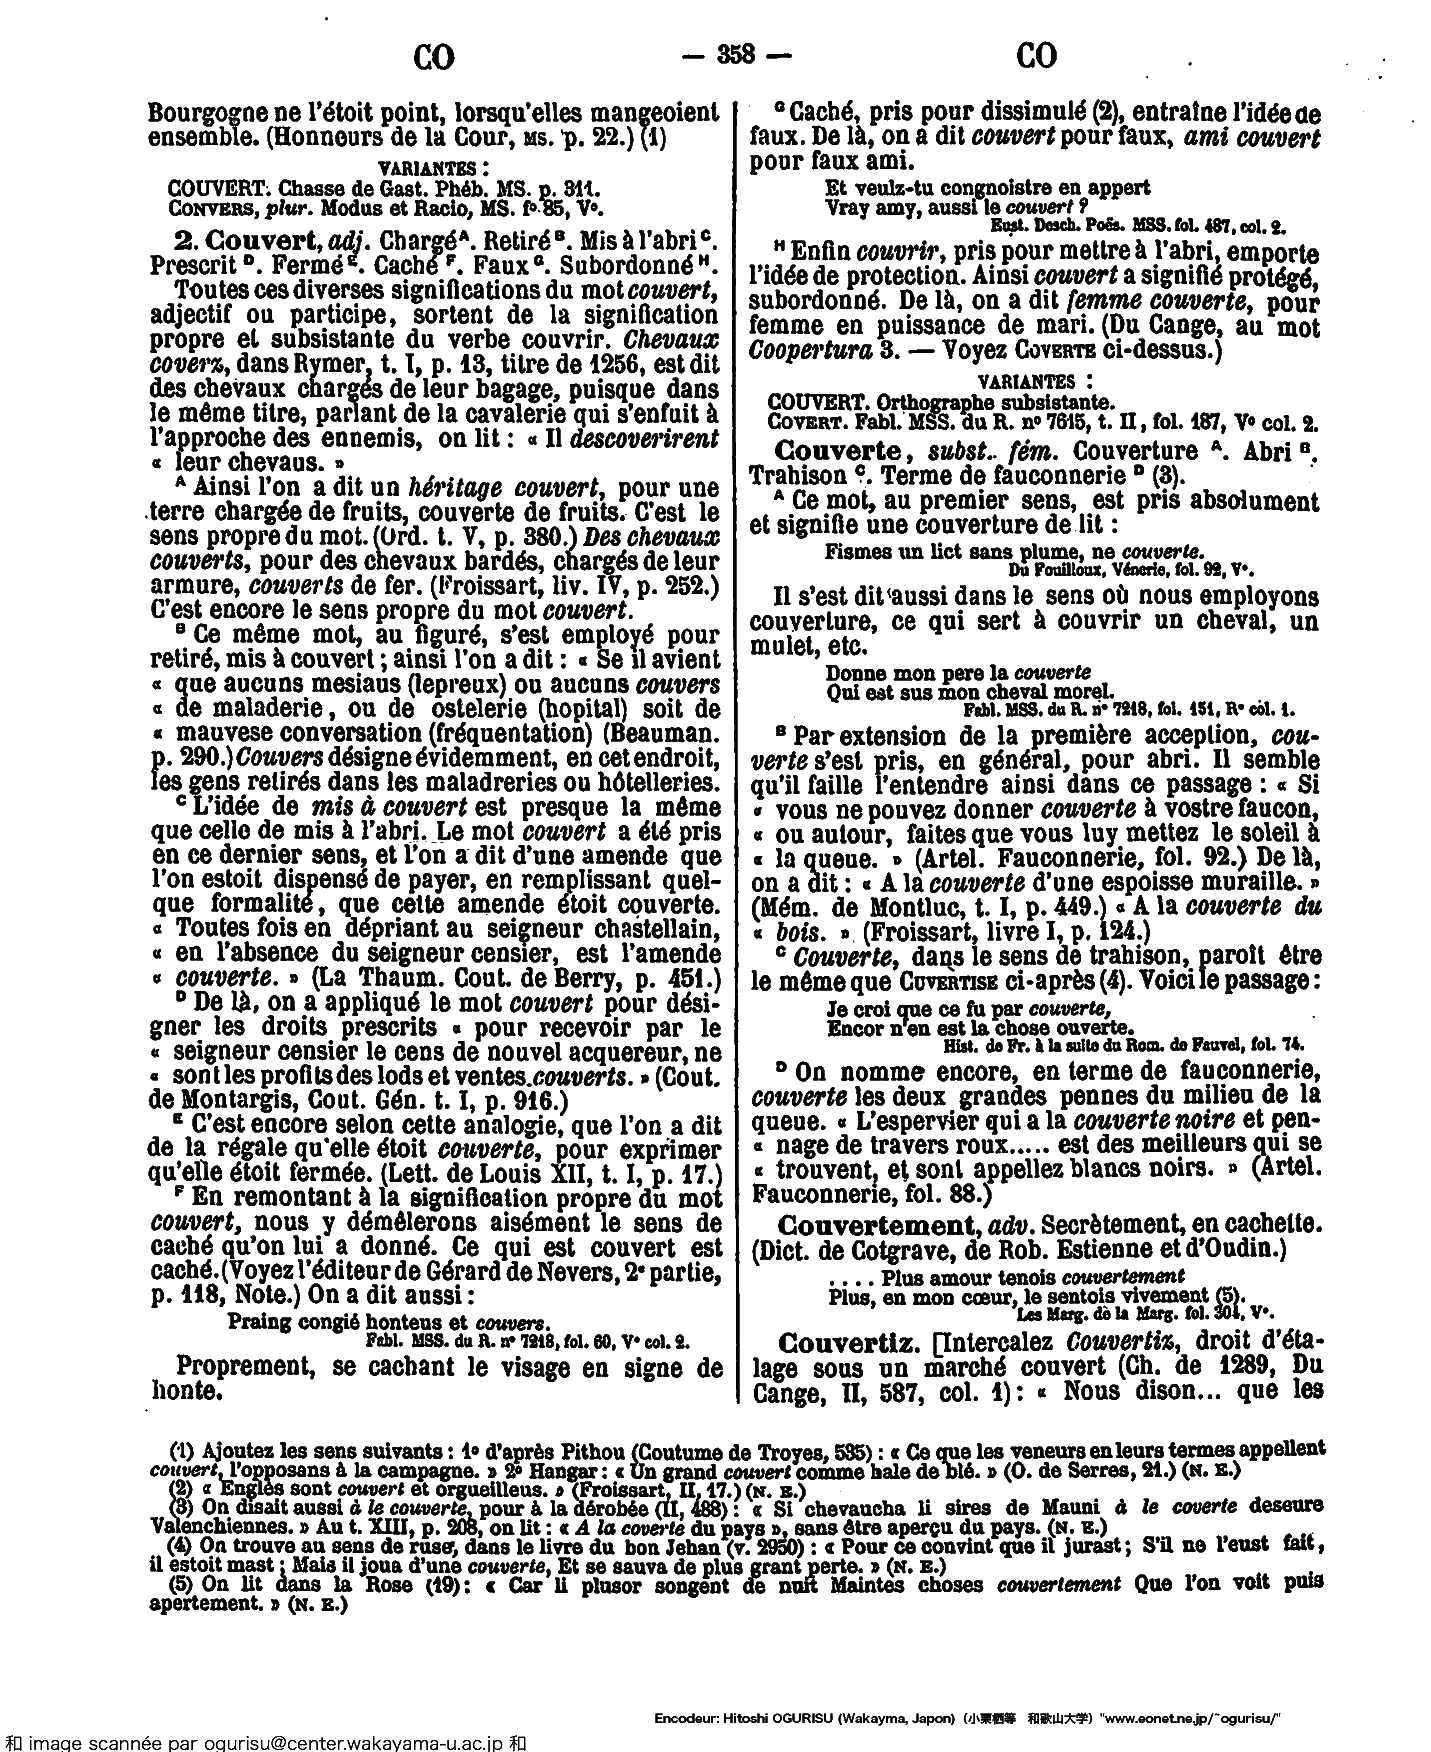 CO
— 358 —
CO
Bourgogne ne l'étoit point, lorsqu'elles mangeoient
ensemble. (Honneurs de la Cour, MS. p. 22.) (1)
VARIANTES :
COUVERT. Chasse de Gast. Phéb. MS. p. 311.
CONVERS, plur. Modus et Racio, MS. fo 85, Vo.
2. Couvert, adj. Chargé A. Retiré B. Mis à l'abri C.
Prescrit D. Fermé E. Caché F. Faux G. Subordonné H.
Toutes ces diverses significations du mot couvert,
adjectif ou participe, sortent de la signification
propre et subsistante du verbe couvrir. Chevaux
coverz, dans Rymer, t. I, p. 13, titre de 1256, est dit
des chevaux chargés de leur bagage, puisque dans
le même titre, parlant de la cavalerie qui s'enfuit à
l'approche des ennemis, on lit : « Il descoverirent
« leur chevaus. »
A Ainsi l'on a dit un héritage couvert, pour une
terre chargée de fruits, couverte de fruits. C'est le
sens propre du mot. (Ord. t. V, p. 380.) Des chevaux
couverts, pour des chevaux bardés, chargés de leur
armure, couverts de fer. (Froissart, liv. IV, p. 252.)
C'est encore le sens propre du mot couvert.
B Ce même mot, au figuré, s'est employé pour
retiré, mis à couvert ; ainsi l'on a dit : « Se il avient
« que aucuns mesiaus (lepreux) ou aucuns couvers
« de maladerie, ou de ostelerie (hopital) soit de
« mauvese conversation (fréquentation) (Beauman.
p. 290.) Couvers désigne évidemment, en cet endroit,
les gens retirés dans les maladreries ou hôtelleries.
C L'idée de mis à couvert est presque la même
que celle de mis à l'abri. Le mot couvert a été pris
en ce dernier sens, et l'on a dit d'une amende que
l'on estoit dispensé de payer, en remplissant quel-
que formalité, que cette amende étoit couverte.
« Toutes fois en dépriant au seigneur chastellain,
« en l'absence du seigneur censier, est l'amende
« couverte. » (La Thaum. Cout. de Berry, p. 451.)
D De là, on a appliqué le mot couvert pour dési-
gner les droits prescrits « pour recevoir par le
« seigneur censier le cens de nouvel acquereur, ne
« sont les profits des lods et ventes couverts. » (Cout.
de Montargis, Cout. Gén. t. I, p. 916.)
E C'est encore selon cette analogie, que l'on a dit
de la régale qu'elle étoit couverte, pour exprimer
qu'elle étoit fermée. (Lett. de Louis XII, t. I, p. 17.)
F En remontant à la signification propre du mot
couvert, nous y démêlerons aisément le sens de
caché qu'on lui a donné. Ce qui est couvert est
caché. (Voyez l'éditeur de Gérard de Nevers, 2e partie,
p. 118, Note.) On a dit aussi :
Praing congié honteus et couvers.
Fabl. MSS. du R. no 7218, fol. 60, Vo col. 2.
Proprement, se cachant le visage en signe de
honte.
G Caché, pris pour dissimulé (2), entraîne l'idée de
faux. De là, on a dit couvert pour faux, ami couvert
pour faux ami.
Et veulz-tu congnoistre en appert
Vray amy, aussi le couvert ?
Eust. Desch. Poës. MSS. fol. 487, col. 2.
H Enfin couvrir, pris pour mettre à l'abri, emporte
l'idée de protection. Ainsi couvert a signifié protégé,
subordonné. De là, on a dit femme couverte, pour
femme en puissance de mari. (Du Cange, au mot
Coopertura 3. — Voyez COVERTE ci-dessus.)
VARIANTES :
COUVERT. Orthographe subsistante.
COVERT. Fabl. MSS. du R. no 7615, t. II, fol. 187, Vo col. 2.
Couverte, subst. fém. Couverture A. Abri B.
Trahison C. Terme de fauconnerie D (3).
A Ce mot, au premier sens, est pris absolument
et signifie une couverture de lit :
Fismes un lict sans plume, ne couverte.
Du Fouilloux, Vénerie, fol. 92, Vo.
Il s'est dit aussi dans le sens où nous employons
couverture, ce qui sert à couvrir un cheval, un
mulet, etc.
Donne mon pere la couverte
Qui est sus mon cheval morel.
Fabl. MSS. du R. no 7218, fol. 151, Ro col. 1.
B Par extension de la première acception, cou-
verte s'est pris, en général, pour abri. Il semble
qu'il faille l'entendre ainsi dans ce passage : « Si
« vous ne pouvez donner couverte à vostre faucon,
« ou autour, faites que vous luy mettez le soleil à
« la queue. » (Artel. Fauconnerie, fol. 92.) De là,
on a dit : « A la couverte d'une espoisse muraille. »
(Mém. de Montluc, t. I, p. 449.) « A la couverte du
« bois. » (Froissart, livre I, p. 124.)
C Couverte, dans le sens de trahison, paroît être
le même que COVERTISE ci-après (4). Voici le passage :
Je croi que ce fu par couverte,
Encor n'en est la chose ouverte.
Hist. de Fr. à la suite du Rom. de Fauvel, fol. 74.
D On nomme encore, en terme de fauconnerie,
couverte les deux grandes pennes du milieu de la
queue. « L'espervier qui a la couverte noire et pen-
« nage de travers roux..... est des meilleurs qui se
« trouvent, et sont appellez blancs noirs. » (Artel.
Fauconnerie, fol. 88.)
Couvertement, adv. Secrètement, en cachette.
(Dict. de Cotgrave, de Rob. Estienne et d'Oudin.)
.... Plus amour tenois couvertement
Plus, en mon cœur, le sentois vivement (5).
Les Marg. de la Marg. fol. 304, Vo.
Couvertiz. [Intercalez Couvertiz, droit d'éta-
lage sous un marché couvert (Ch. de 1289, Du
Cange, II, 587, col. 1) : « Nous dison... que les
(1) Ajoutez les sens suivants : 1o d'après Pithou (Coutume de Troyes, 535) : « Ce que les veneurs en leurs termes appellent
couvert, l'opposans à la campagne. » 2o Hangar : « Un grand couvert comme hale de blé. » (O. de Serres, 21.) (N. E.)
(2) « Englès sont couvert et orgueilleus. » (Froissart, II, 17.) (N. E.)
(3) On disait aussi à le couverte, pour à la dérobée (II, 488) : « Si chevaucha li sires de Mauni à le coverte deseure
Valenchiennes. » Au t. XIII, p. 208, on lit : « A la coverte du pays », sans être aperçu du pays. (N. E.)
(4) On trouve au sens de ruse, dans le livre du bon Jehan (v. 2950) : « Pour ce convint que il jurast ; S'il ne l'eust fait,
il estoit mast ; Mais il joua d'une couverte, Et se sauva de plus grant perte. » (N. E.)
(5) On lit dans la Rose (19) : « Car li plusor songent de nuit Maintes choses couvertement Que l'on voit puis
apertement. » (N. E.)
Encodeur: Hitoshi OGURISU (Wakayma, Japon) (小栗栖等 和歌山大学) "www.eonet.ne.jp/~ogurisu/"
和 image scannée par ogurisu@center.wakayama-u.ac.jp 和